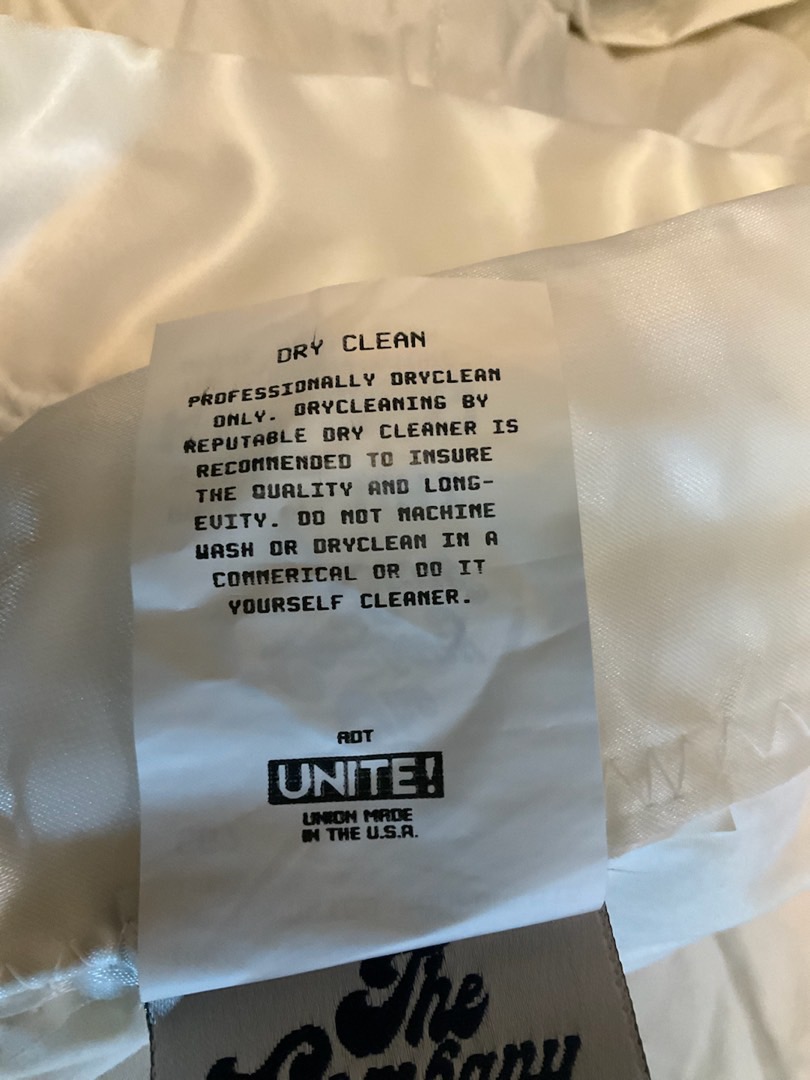 DRY CLEAN
PROFESSIONALLY DRYCLEAN
ONLY. DRYCLEANING BY
REPUTABLE DRY CLEANER IS
RECOMMENDED TO INSURE
THE QUALITY AND LONG-
EVITY. DO NOT MACHINE
WASH OR DRYCLEAN IN A
COMMERICAL OR DO IT
YOURSELF CLEANER.
ADT
UNITE!
UNION MADE
IN THE U.S.A.
The
Company